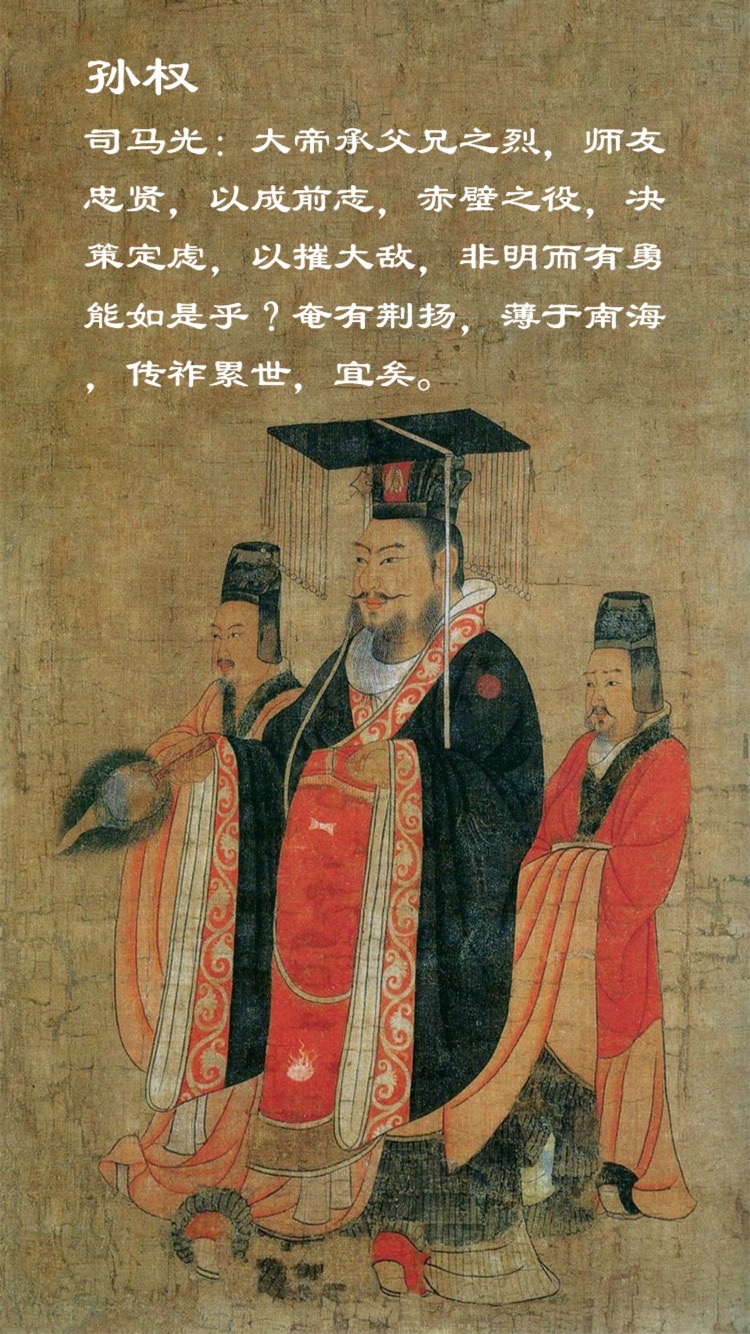 孙权
司马光：大帝承父兄之烈，师友
忠贤，以成前志，赤壁之役，决
策定虑，以摧大敌，非明而有勇
能如是乎？奄有荆扬，薄于南海
，传祚累世，宜矣。